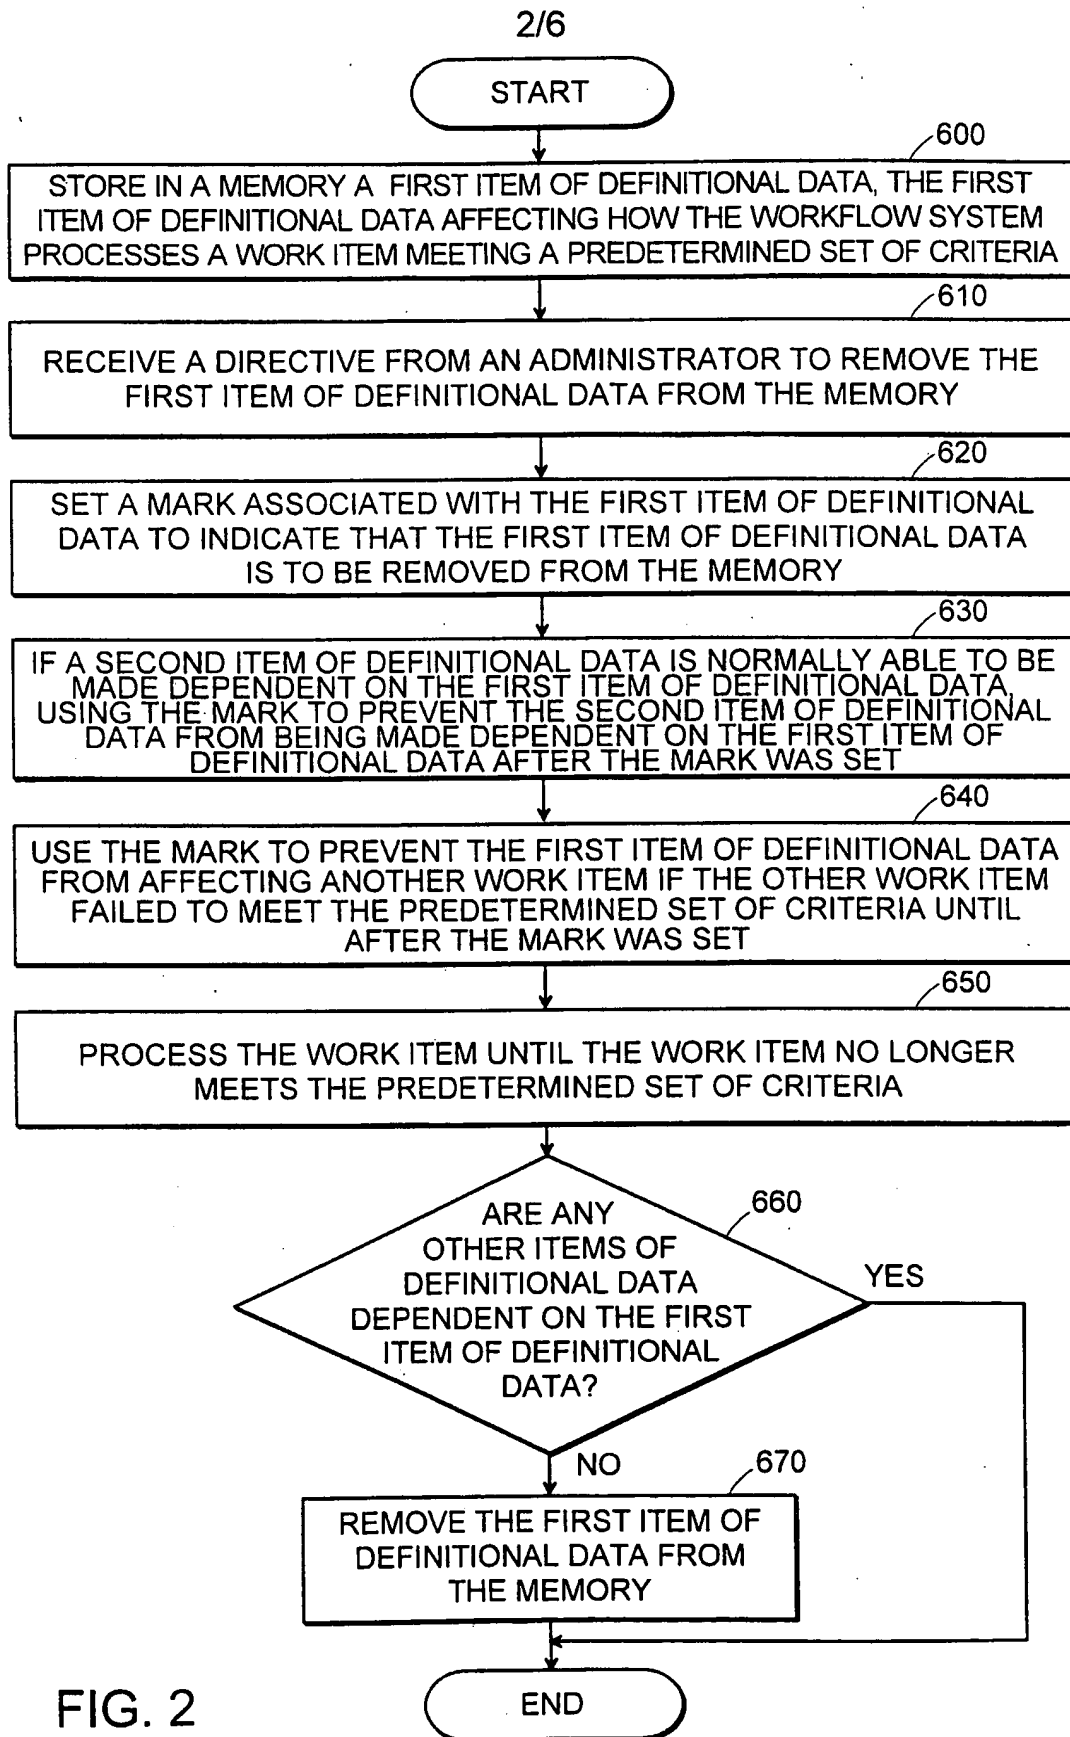 2/6
START
600
STORE IN A MEMORY A FIRST ITEM OF DEFINITIONAL DATA, THE FIRST
ITEM OF DEFINITIONAL DATA AFFECTING HOW THE WORKFLOW SYSTEM
PROCESSES A WORK ITEM MEETING A PREDETERMINED SET OF CRITERIA
610
RECEIVE A DIRECTIVE FROM AN ADMINISTRATOR TO REMOVE THE
FIRST ITEM OF DEFINITIONAL DATA FROM THE MEMORY
620
SET A MARK ASSOCIATED WITH THE FIRST ITEM OF DEFINITIONAL
DATA TO INDICATE THAT THE FIRST ITEM OF DEFINITIONAL DATA
IS TO BE REMOVED FROM THE MEMORY
630
IF A SECOND ITEM OF DEFINITIONAL DATA IS NORMALLY ABLE TO BE
MADE DEPENDENT ON THE FIRST ITEM OF DEFINITIONAL DATA,
USING THE MARK TO PREVENT THE SECOND ITEM OF DEFINITIONAL
DATA FROM BEING MADE DEPENDENT ON THE FIRST ITEM OF
DEFINITIONAL DATA AFTER THE MARK WAS SET
640
USE THE MARK TO PREVENT THE FIRST ITEM OF DEFINITIONAL DATA
FROM AFFECTING ANOTHER WORK ITEM IF THE OTHER WORK ITEM
FAILED TO MEET THE PREDETERMINED SET OF CRITERIA UNTIL
AFTER THE MARK WAS SET
650
PROCESS THE WORK ITEM UNTIL THE WORK ITEM NO LONGER
MEETS THE PREDETERMINED SET OF CRITERIA
660
ARE ANY
OTHER ITEMS OF
DEFINITIONAL DATA
DEPENDENT ON THE FIRST
ITEM OF DEFINITIONAL
DATA?
YES
NO
670
REMOVE THE FIRST ITEM OF
DEFINITIONAL DATA FROM
THE MEMORY
END
FIG. 2